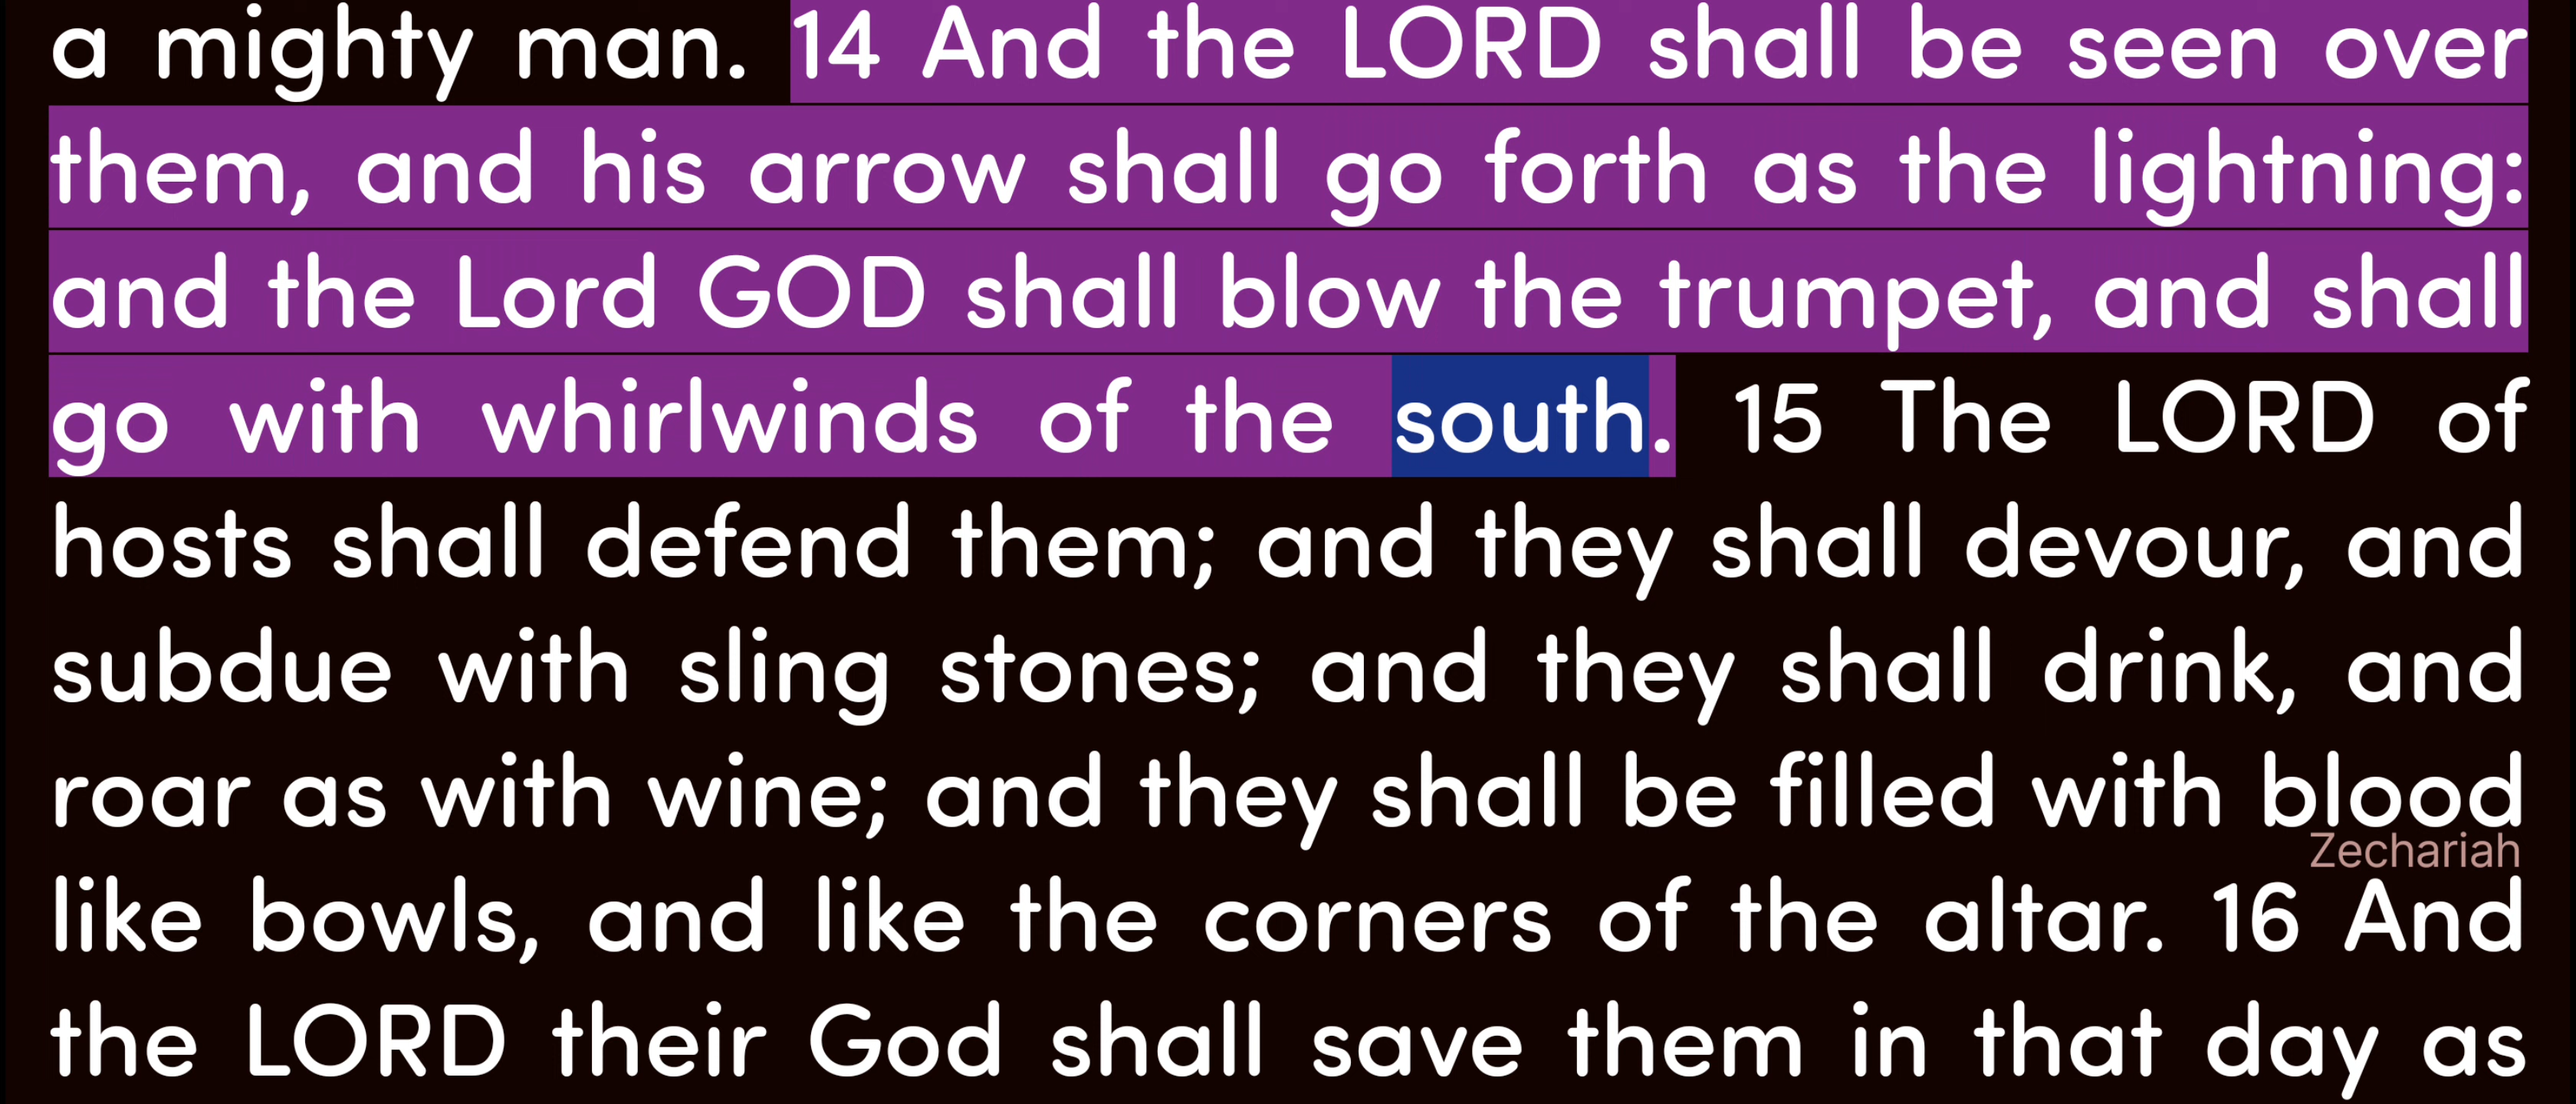 a mighty man. 14 And the LORD shall be seen over
them, and his arrow shall go forth as the lightning:
and the Lord GOD shall blow the trumpet, and shall
go with whirlwinds of the south. 15 The LORD of
hosts shall defend them; and they shall devour, and
subdue with sling stones; and they shall drink, and
roar as with wine; and they shall be filled with blood
Zechariah
like bowls, and like the corners of the altar. 16 And
the LORD their God shall save them in that day as